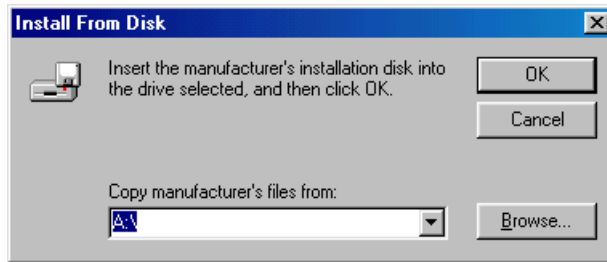 Install From Disk
Insert the manufacturer's installation disk into
the drive selected, and then click OK.
OK
Cancel
Copy manufacturer's files from:
A:\
Browse...